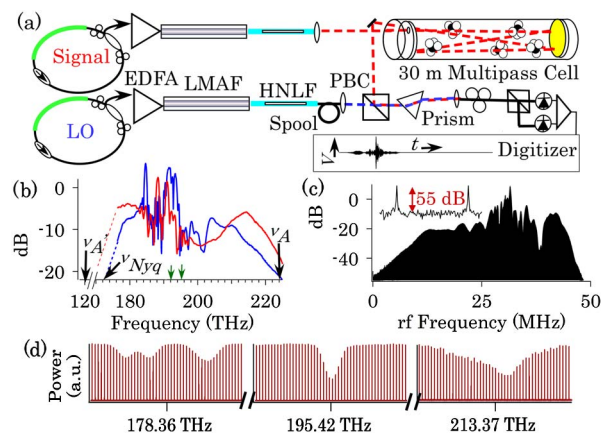 (a)
Signal
EDFA
LMAF
HNLF
PBC
30 m Multipass Cell
LO
Spool
Prism
V
t
Digitizer
(b)
0
-10
-20
dB
νA'
νNyq
νA
120 180 200 220
Frequency (THz)
(c)
55 dB
0
-20
-40
dB
0 25 50
rf Frequency (MHz)
(d)
Power
(a.u.)
178.36 THz 195.42 THz 213.37 THz